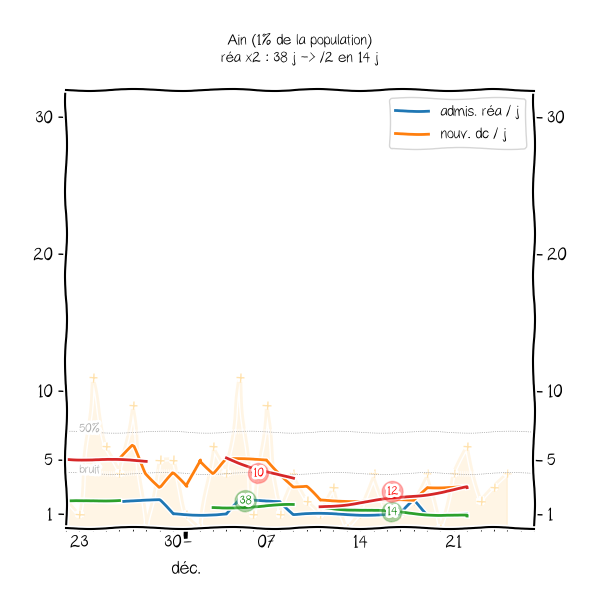 Ain (1% de la population)
réa x2 : 38 j -> /2 en 14 j
admis. réa / j
nouv. dc / j
30 30
20 20
10 10
50%
5 5
bruit
10
38
12
14
1 1
23 30 07 14 21
déc.